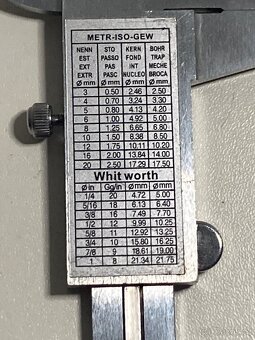 METR-ISO-GEW
NENN STO KERN BOHR
EST PASSO FOND TRAP
EXT PAS INT MECHE
EXTR PASC NUCLEO BROCA
Ø mm Ø mm Ø mm Ø mm
3 0.50 2.46 2.50
4 0.70 3.24 3.30
5 0.80 4.13 4.20
6 1.00 4.92 5.00
8 1.25 6.65 6.80
10 1.50 8.38 8.50
12 1.75 10.11 10.20
16 2.00 13.84 14.00
20 2.50 17.29 17.50
Whit worth
Ø in Gg/in Ø mm Ø mm
1/4 20 4.72 5.00
5/16 18 6.13 6.40
3/8 16 7.49 7.70
1/2 12 9.99 10.25
5/8 11 12.92 13.25
3/4 10 15.80 16.25
7/8 9 18.61 19.00
1 8 21.34 21.75